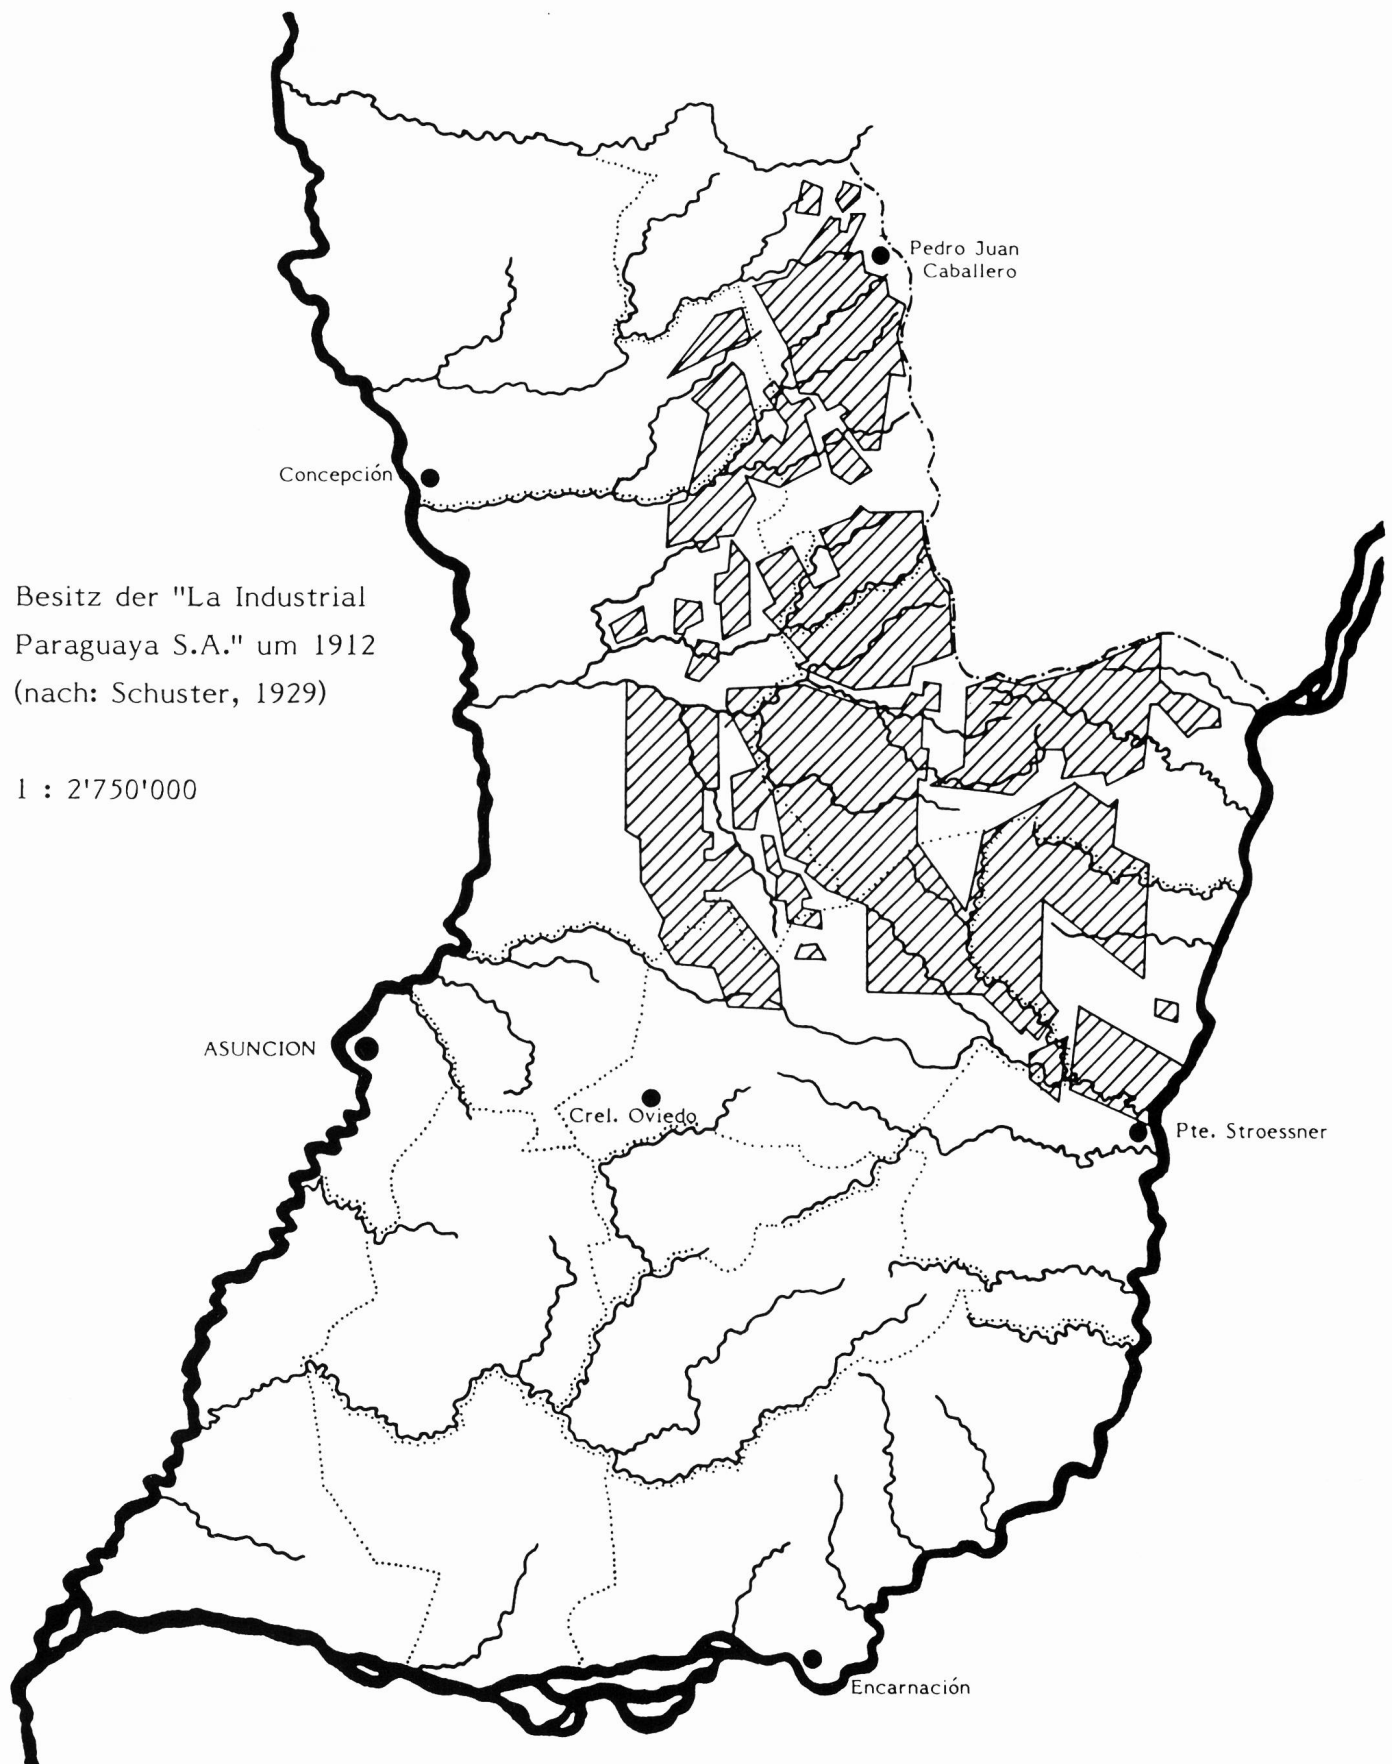 Pedro Juan
Caballero
Concepción
Besitz der "La Industrial
Paraguaya S.A." um 1912
(nach: Schuster, 1929)
1 : 2'750'000
ASUNCION
Crel. Oviedo
Pte. Stroessner
Encarnación